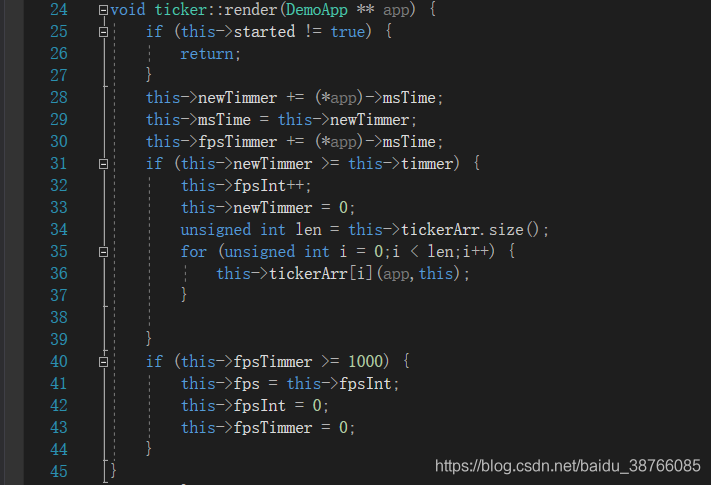 24 void ticker::render(DemoApp ** app) {
25     if (this->started != true) {
26         return;
27     }
28     this->newTimmer += (*app)->msTime;
29     this->msTime = this->newTimmer;
30     this->fpsTimmer += (*app)->msTime;
31     if (this->newTimmer >= this->timmer) {
32         this->fpsInt++;
33         this->newTimmer = 0;
34         unsigned int len = this->tickerArr.size();
35         for (unsigned int i = 0;i < len;i++) {
36             this->tickerArr[i](app,this);
37         }
38
39     }
40     if (this->fpsTimmer >= 1000) {
41         this->fps = this->fpsInt;
42         this->fpsInt = 0;
43         this->fpsTimmer = 0;
44     }
45 }
https://blog.csdn.net/baidu_38766085